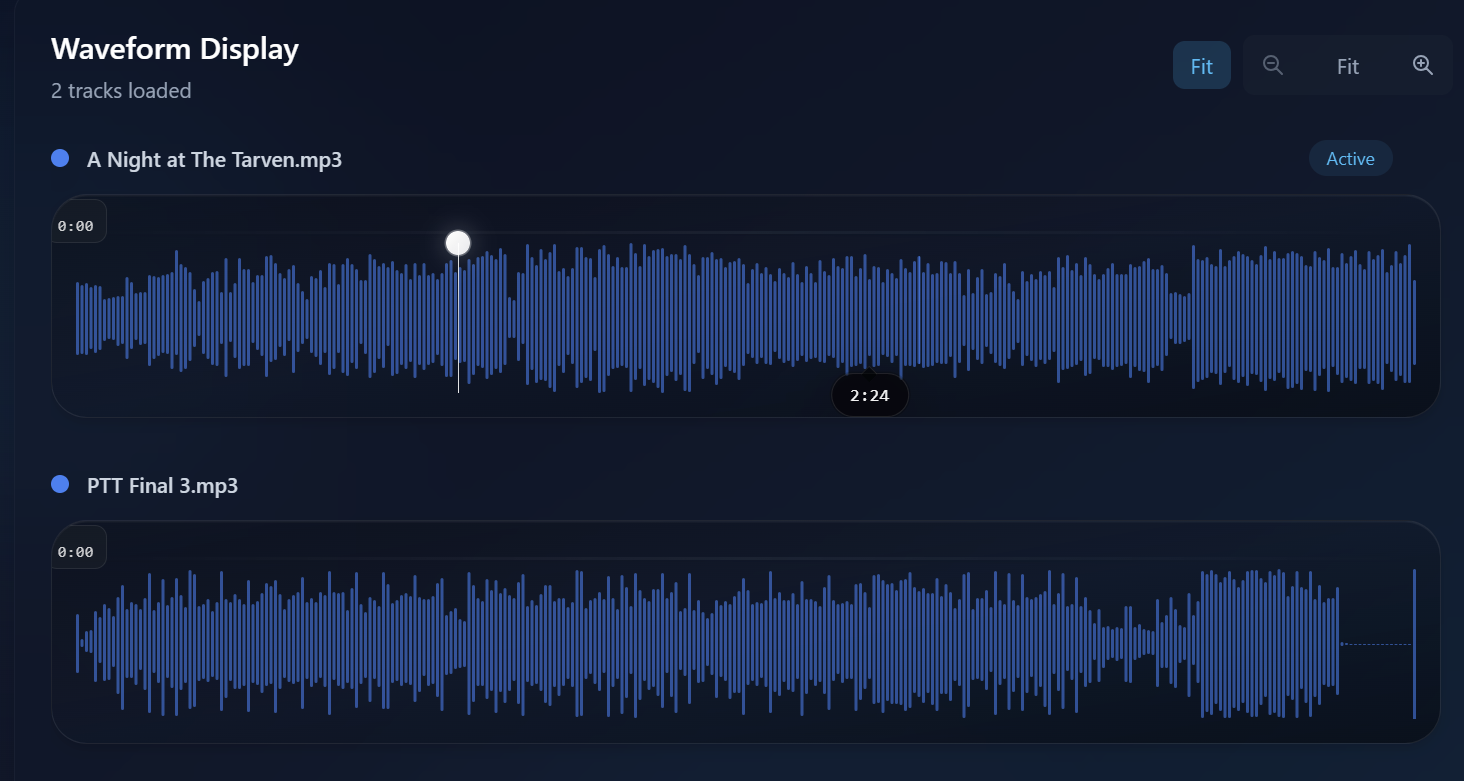 Waveform Display
2 tracks loaded
Fit
Fit
A Night at The Tarven.mp3
Active
0:00
2:24
PTT Final 3.mp3
0:00